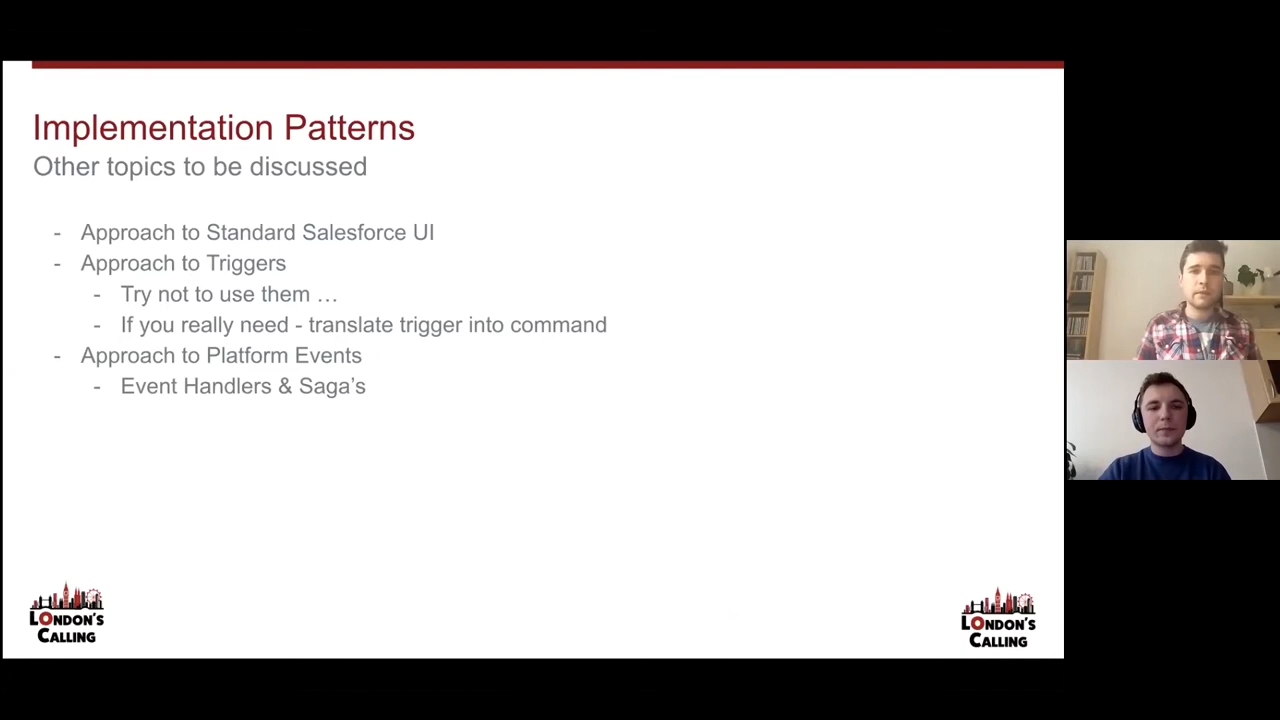 Implementation Patterns
Other topics to be discussed
- Approach to Standard Salesforce UI
- Approach to Triggers
- Try not to use them …
- If you really need - translate trigger into command
- Approach to Platform Events
- Event Handlers & Saga's
LONDON'S
CALLING
LONDON'S
CALLING